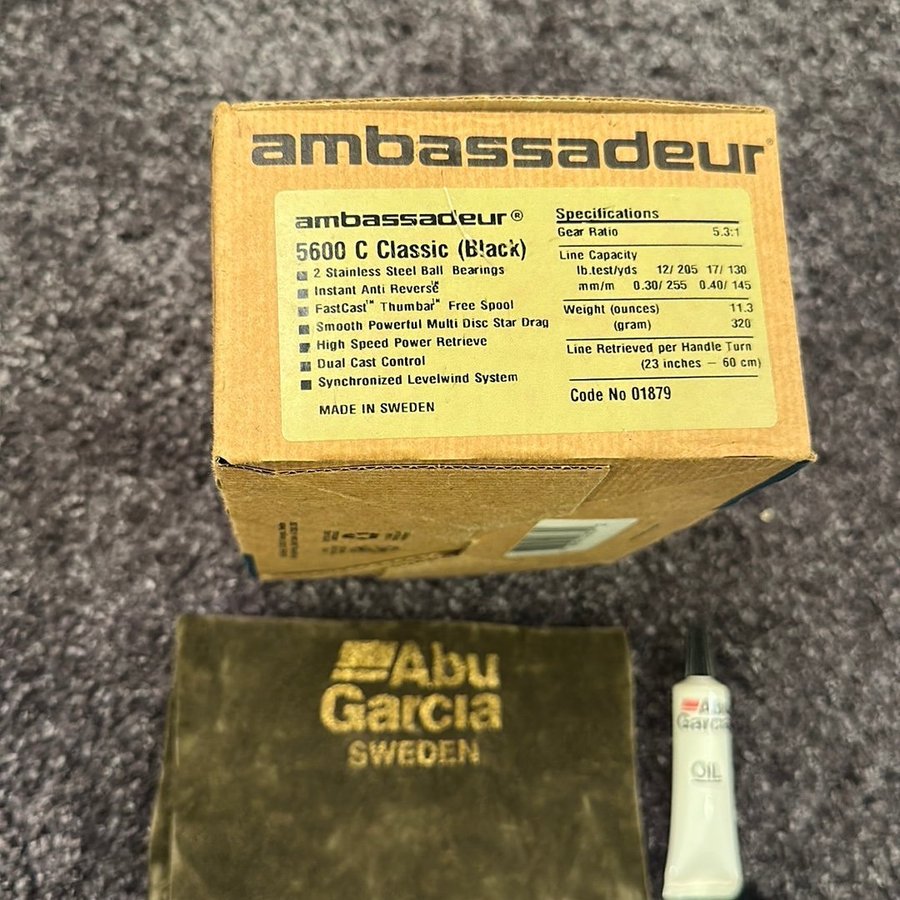 ambassadeur®
ambassadeur®
5600 C Classic (Black)
2 Stainless Steel Ball Bearings
Instant Anti Reverse™
FastCast™ Thumbar™ Free Spool
Smooth Powerful Multi Disc Star Drag
High Speed Power Retrieve
Dual Cast Control
Synchronized Levelwind System
MADE IN SWEDEN
Specifications
Gear Ratio 5.3:1
Line Capacity
lb.test/yds 12/ 205 17/ 130
mm/m 0.30/ 255 0.40/ 145
Weight (ounces) 11.3
(gram) 320
Line Retrieved per Handle Turn
(23 inches – 60 cm)
Code No 01879
Abu
Garcia
SWEDEN
Abu
Garcia
OIL